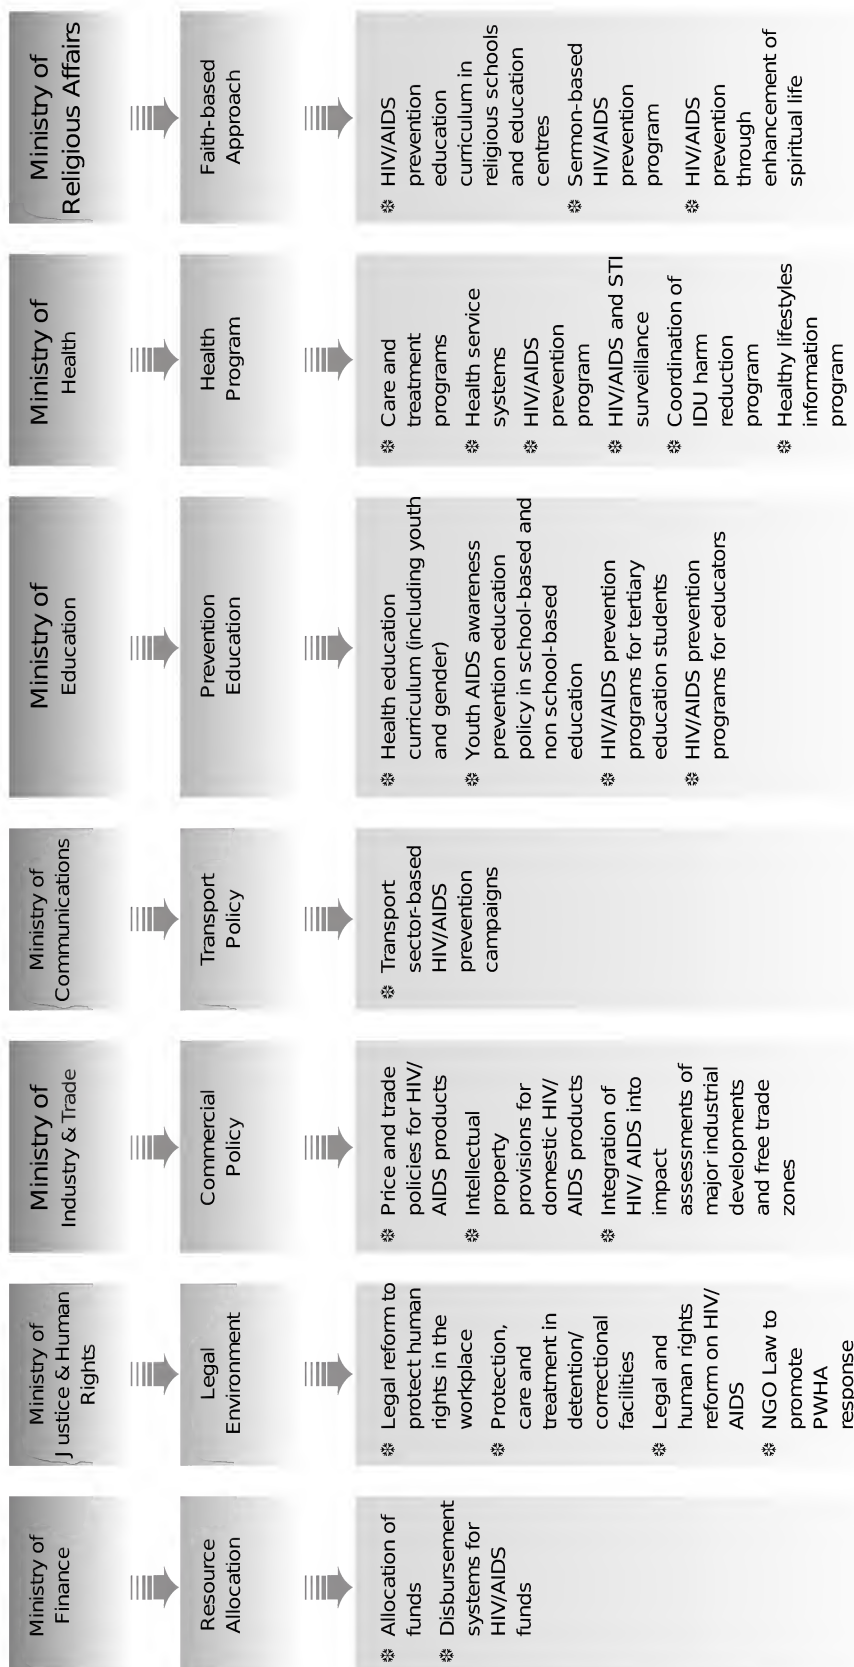 Ministry of
Finance
Resource
Allocation
❄ Allocation of
funds
❄ Disbursement
systems for
HIV/AIDS
funds
Ministry of
Justice & Human
Rights
Legal
Environment
❄ Legal reform to
protect human
rights in the
workplace
❄ Protection,
care and
treatment in
detention/
correctional
facilities
❄ Legal and
human rights
reform on HIV/
AIDS
❄ NGO Law to
promote
PWHA
response
Ministry of
Industry & Trade
Commercial
Policy
❄ Price and trade
policies for HIV/
AIDS products
❄ Intellectual
property
provisions for
domestic HIV/
AIDS products
❄ Integration of
HIV/ AIDS into
impact
assessments of
major industrial
developments
and free trade
zones
Ministry of
Communications
Transport
Policy
❄ Transport
sector-based
HIV/AIDS
prevention
campaigns
Ministry of
Education
Prevention
Education
❄ Health education
curriculum (including youth
and gender)
❄ Youth AIDS awareness
prevention education
policy in school-based and
non school-based
education
❄ HIV/AIDS prevention
programs for tertiary
education students
❄ HIV/AIDS prevention
programs for educators
Ministry of
Health
Health
Program
❄ Care and
treatment
programs
❄ Health service
systems
❄ HIV/AIDS
prevention
program
❄ HIV/AIDS and STI
surveillance
❄ Coordination of
IDU harm
reduction
program
❄ Healthy lifestyles
information
program
Ministry of
Religious Affairs
Faith-based
Approach
❄ HIV/AIDS
prevention
education
curriculum in
religious schools
and education
centres
❄ Sermon-based
HIV/AIDS
prevention
program
❄ HIV/AIDS
prevention
through
enhancement of
spiritual life